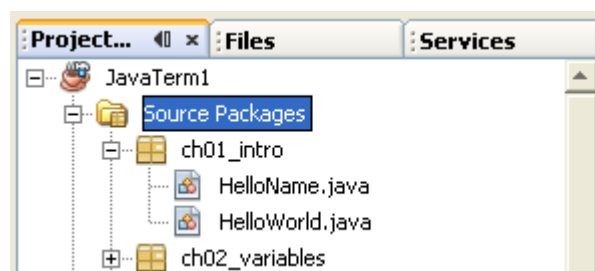 Project... Files Services
JavaTerm1
Source Packages
ch01_intro
HelloName.java
HelloWorld.java
ch02_variables